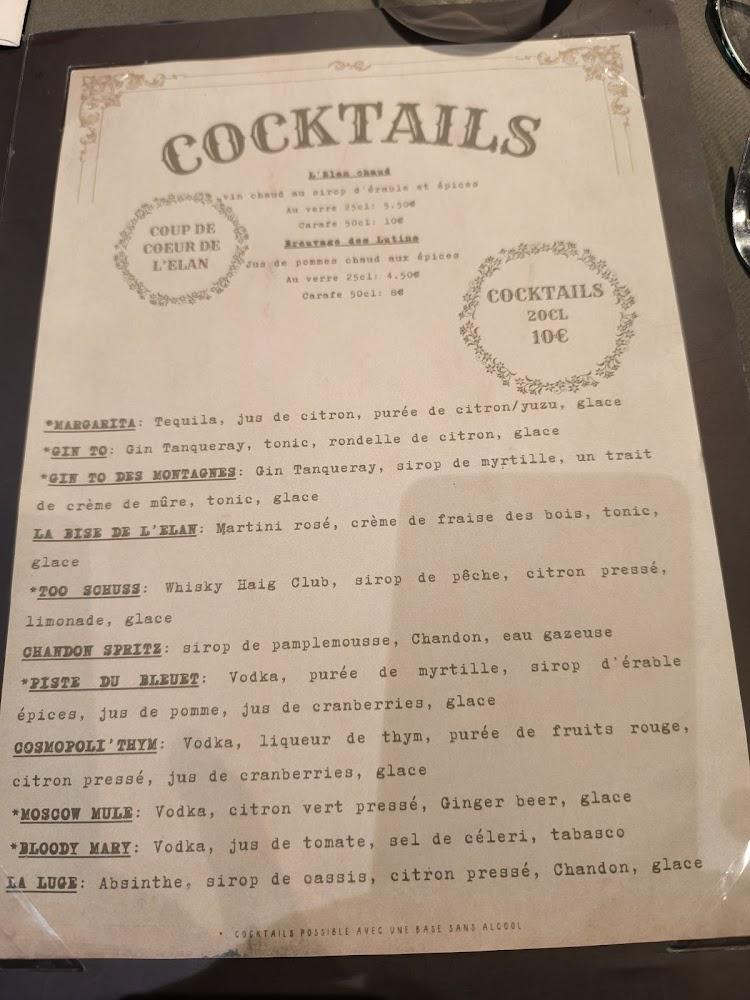 COCKTAILS
L'Elan chaud
vin chaud au sirop d'érable et épices
Au verre 25cl: 5.50€
Carafe 50cl: 10€
COUP DE
COEUR DE
L'ELAN
Breuvage des Lutins
Jus de pommes chaud aux épices
Au verre 25cl: 4.50€
Carafe 50cl: 8€
COCKTAILS
20CL
10€
*MARGARITA: Tequila, jus de citron, purée de citron/yuzu, glace
*GIN TO: Gin Tanqueray, tonic, rondelle de citron, glace
*GIN TO DES MONTAGNES: Gin Tanqueray, sirop de myrtille, un trait
de crème de mûre, tonic, glace
LA BISE DE L'ELAN: Martini rosé, crème de fraise des bois, tonic,
glace
*TOO SCHUSS: Whisky Haig Club, sirop de pêche, citron pressé,
limonade, glace
CHANDON SPRITZ: sirop de pamplemousse, Chandon, eau gazeuse
*PISTE DU BLEUET: Vodka, purée de myrtille, sirop d'érable
épices, jus de pomme, jus de cranberries, glace
COSMOPOLI'THYM: Vodka, liqueur de thym, purée de fruits rouge,
citron pressé, jus de cranberries, glace
*MOSCOW MULE: Vodka, citron vert pressé, Ginger beer, glace
*BLOODY MARY: Vodka, jus de tomate, sel de céleri, tabasco
LA LUGE: Absinthe, sirop de cassis, citron pressé, Chandon, glace
* COCKTAILS POSSIBLE AVEC UNE BASE SANS ALCOOL